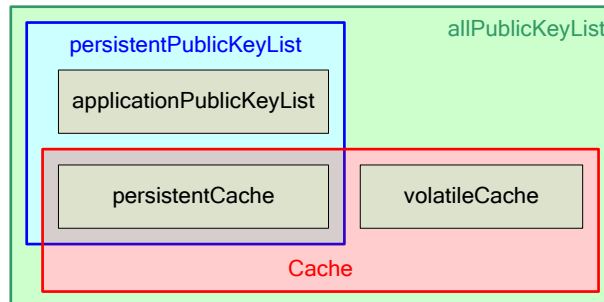 allPublicKeyList
persistentPublicKeyList
applicationPublicKeyList
persistentCache
volatileCache
Cache